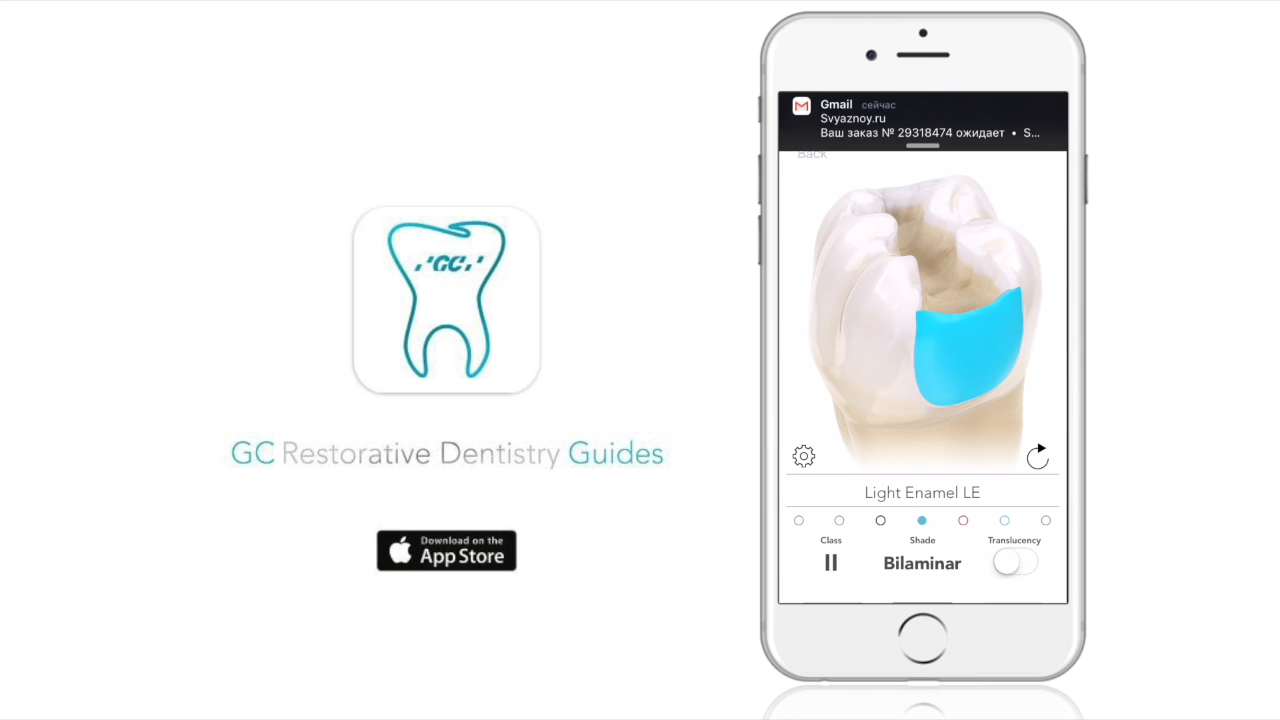 GC
GC Restorative Dentistry Guides
Download on the
App Store
Gmail сейчас
Svyaznoy.ru
Ваш заказ № 29318474 ожидает • S...
Back
Light Enamel LE
Class
Shade
Translucency
II
Bilaminar